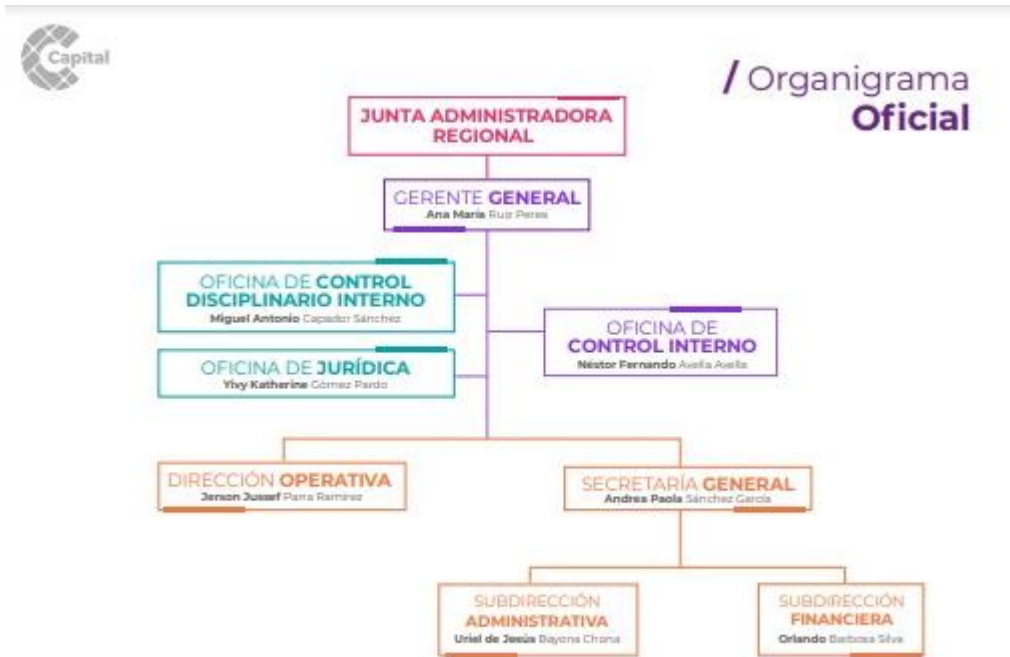 Capital
/ Organigrama
Oficial
JUNTA ADMINISTRADORA
REGIONAL
GERENTE GENERAL
Ana María Ruiz Perea
OFICINA DE CONTROL
DISCIPLINARIO INTERNO
Miguel Antonio Capador Sánchez
OFICINA DE
CONTROL INTERNO
Néstor Fernando Avella Avella
OFICINA DE JURÍDICA
Yivy Katherine Gómez Pardo
DIRECCIÓN OPERATIVA
Jerson Jussef Parra Ramírez
SECRETARÍA GENERAL
Andrea Paola Sánchez García
SUBDIRECCIÓN
ADMINISTRATIVA
Uriel de Jesús Bayona Chona
SUBDIRECCIÓN
FINANCIERA
Orlando Barbosa Silva